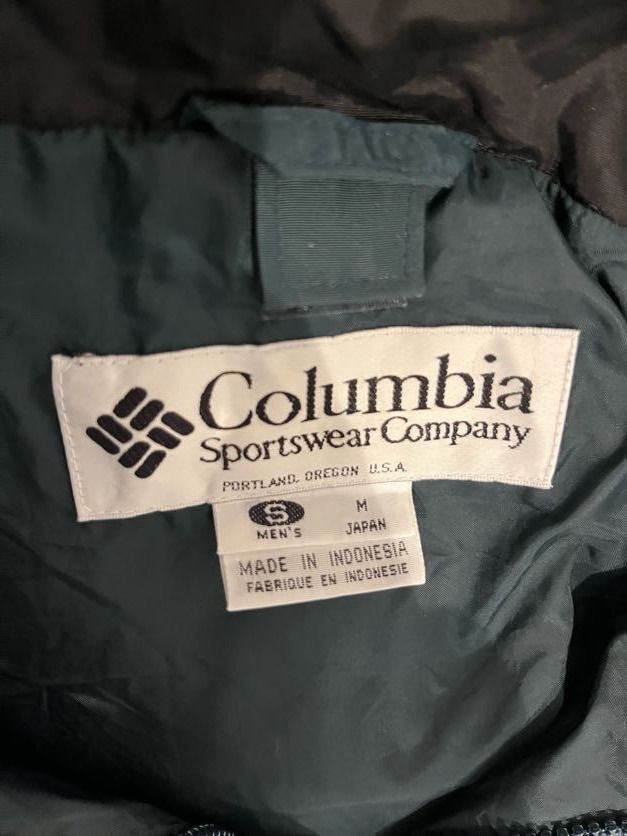 Columbia
Sportswear Company
PORTLAND, OREGON U.S.A.
S M
MEN'S JAPAN
MADE IN INDONESIA
FABRIQUE EN INDONESIE